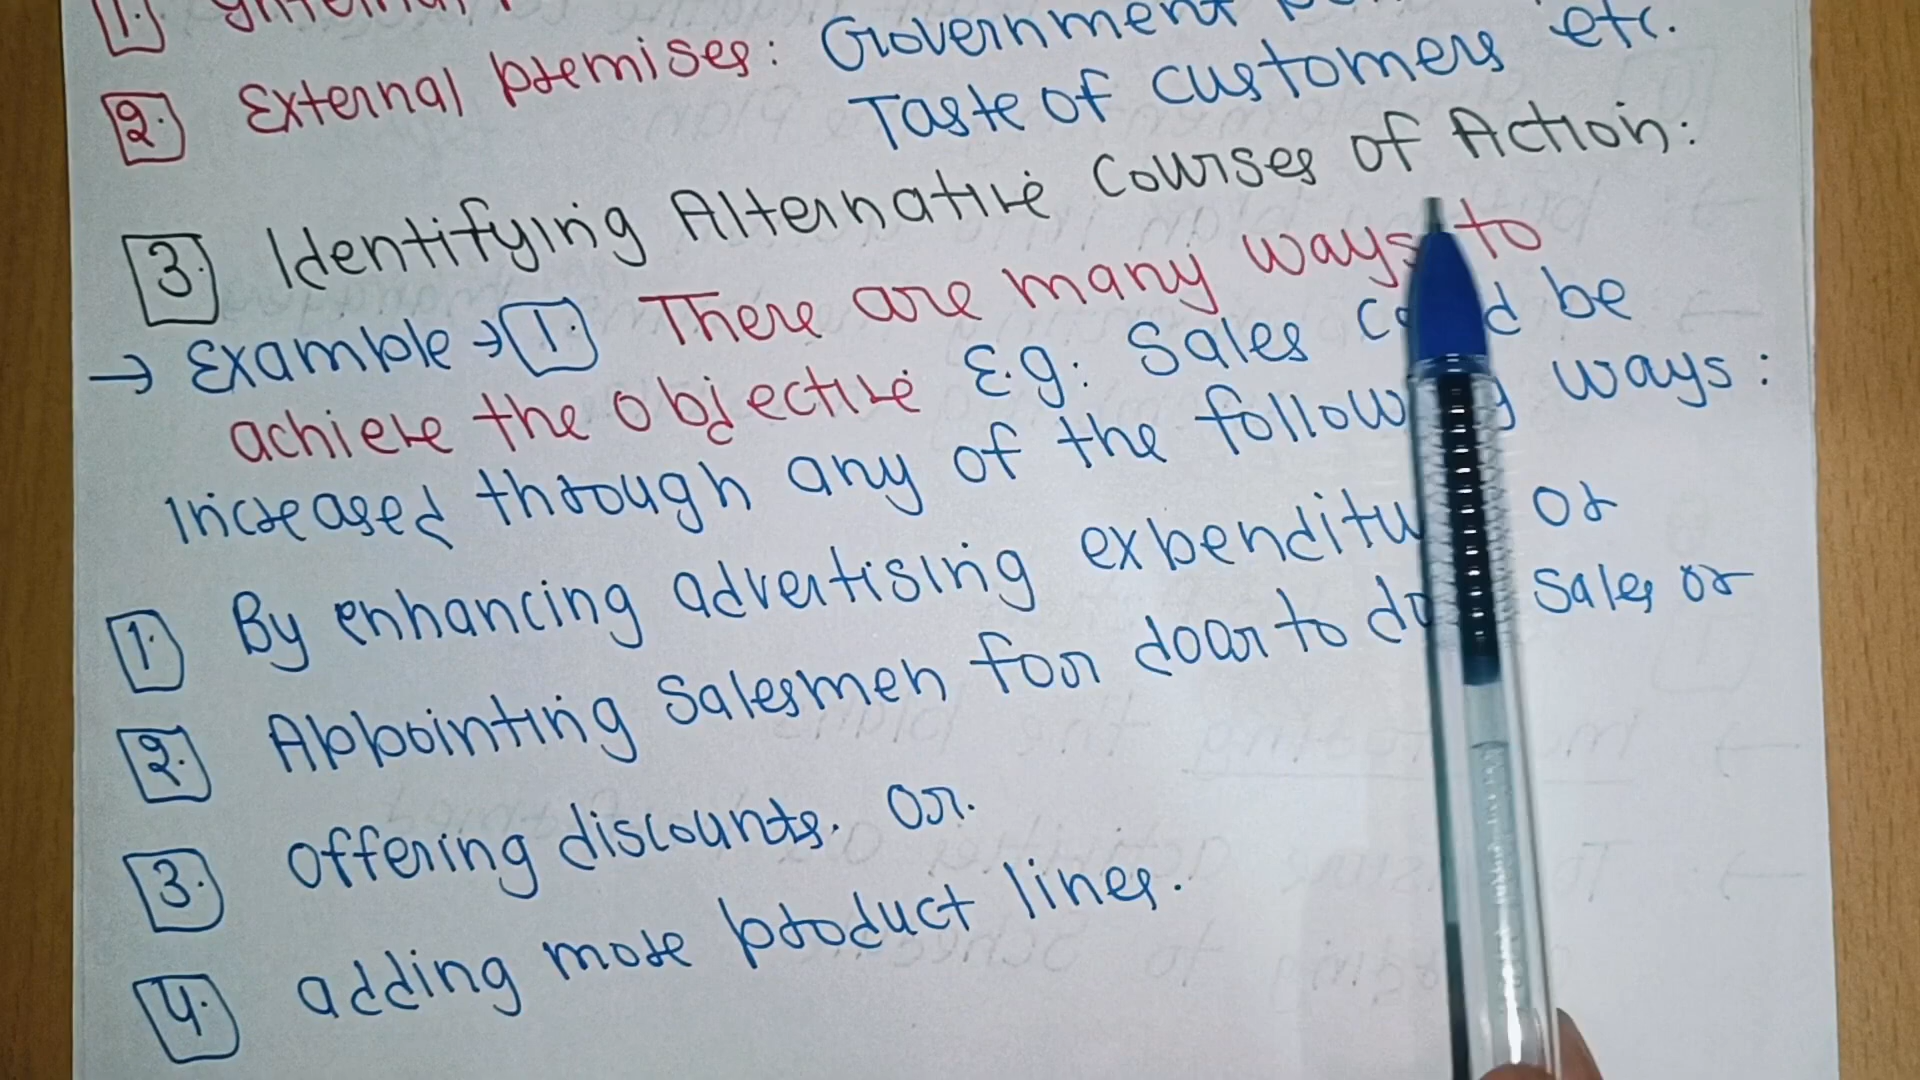 1.
2. External premises: Government
Taste of customers etc.
3. Identifying Alternative Courses of Action:
→ Example → 1. There are many ways to
achieve the objective E.g: Sales be
increased through any of the following ways:
1. By enhancing advertising or
2. Appointing Salesmen for door to Sales or
3. offering discounts. or.
4. adding more product lines.